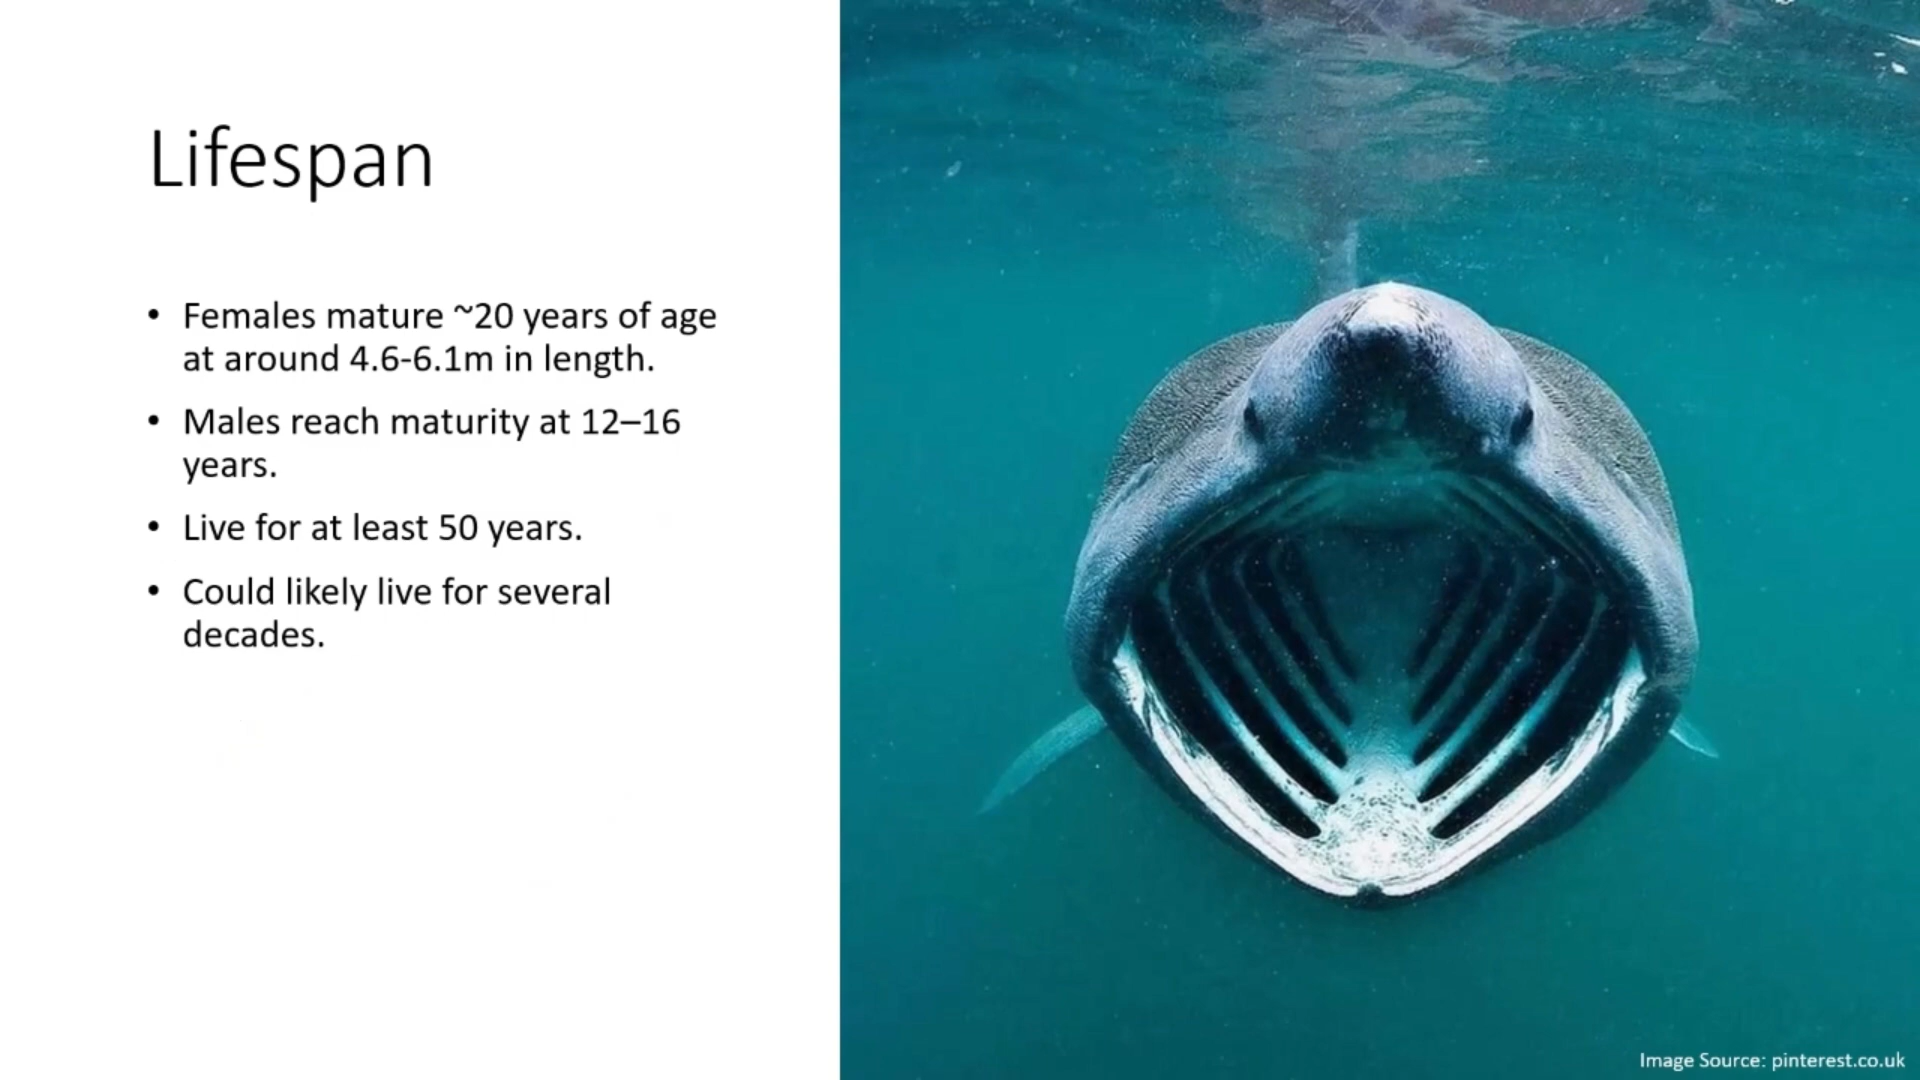 Lifespan
• Females mature ~20 years of age
at around 4.6-6.1m in length.
• Males reach maturity at 12–16
years.
• Live for at least 50 years.
• Could likely live for several
decades.
Image Source: pinterest.co.uk